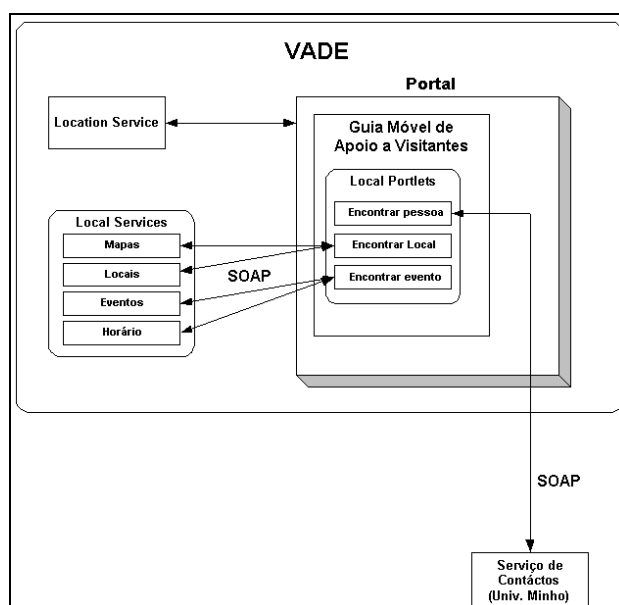 VADE
Portal
Location Service
Guia Móvel de
Apoio a Visitantes
Local Portlets
Encontrar pessoa
Encontrar Local
Encontrar evento
Local Services
Mapas
Locais
Eventos
Horário
SOAP
SOAP
Serviço de
Contáctos
(Univ. Minho)